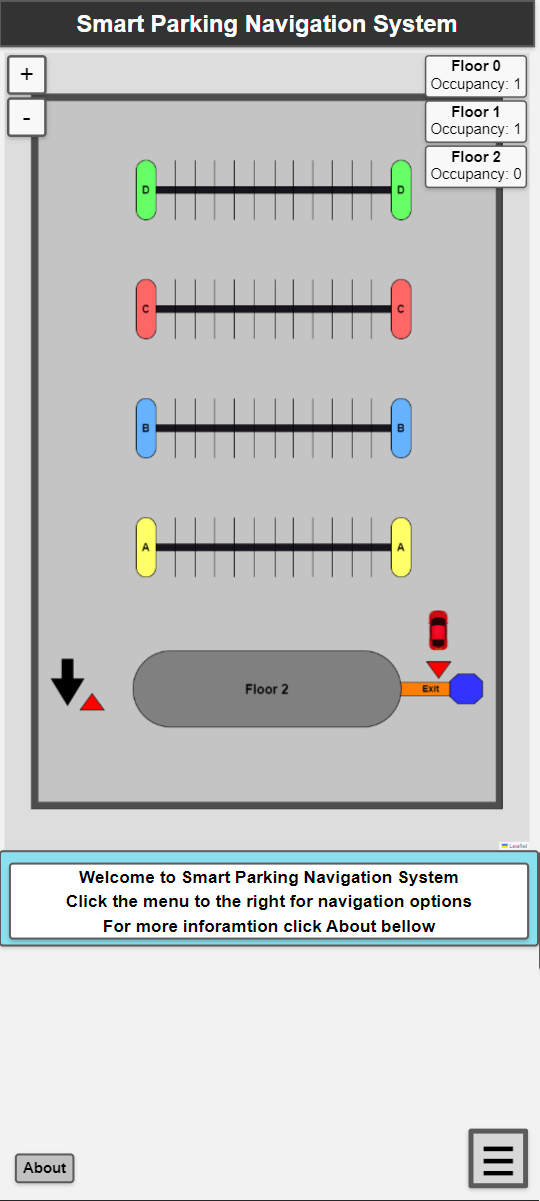 Smart Parking Navigation System
+
-
Floor 0
Occupancy: 1
Floor 1
Occupancy: 1
Floor 2
Occupancy: 0
D D
C C
B B
A A
Floor 2
Exit
Leaflet
Welcome to Smart Parking Navigation System
Click the menu to the right for navigation options
For more inforamtion click About bellow
About